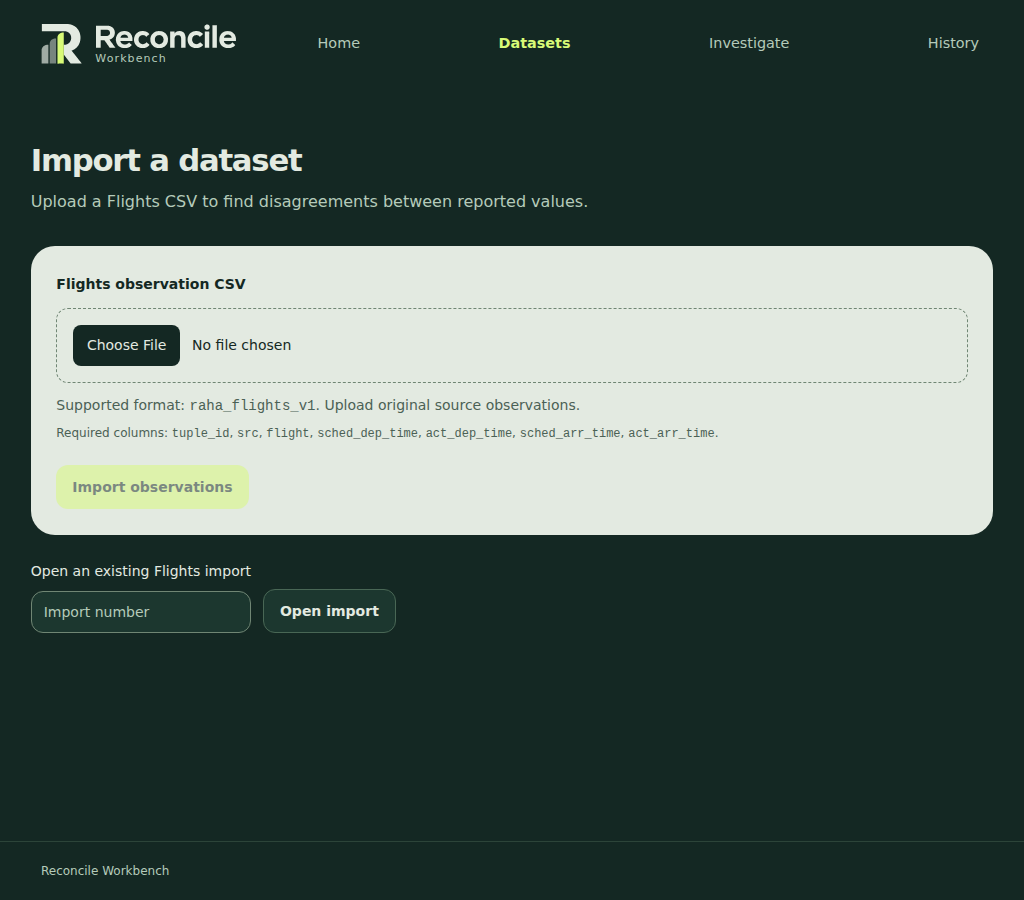 Reconcile
Workbench
Home
Datasets
Investigate
History
Import a dataset
Upload a Flights CSV to find disagreements between reported values.
Flights observation CSV
Choose File No file chosen
Supported format: raha_flights_v1. Upload original source observations.
Required columns: tuple_id, src, flight, sched_dep_time, act_dep_time, sched_arr_time, act_arr_time.
Import observations
Open an existing Flights import
Import number
Open import
Reconcile Workbench